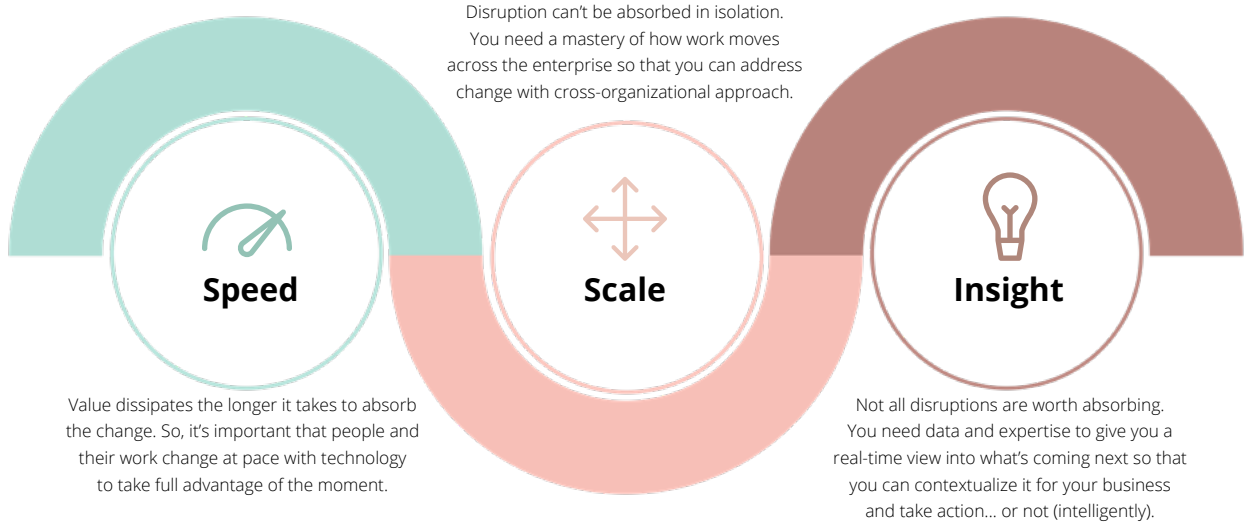 Disruption can’t be absorbed in isolation.
You need a mastery of how work moves
across the enterprise so that you can address
change with cross-organizational approach.
Speed
Scale
Insight
Value dissipates the longer it takes to absorb
the change. So, it’s important that people and
their work change at pace with technology
to take full advantage of the moment.
Not all disruptions are worth absorbing.
You need data and expertise to give you a
real-time view into what’s coming next so that
you can contextualize it for your business
and take action... or not (intelligently).